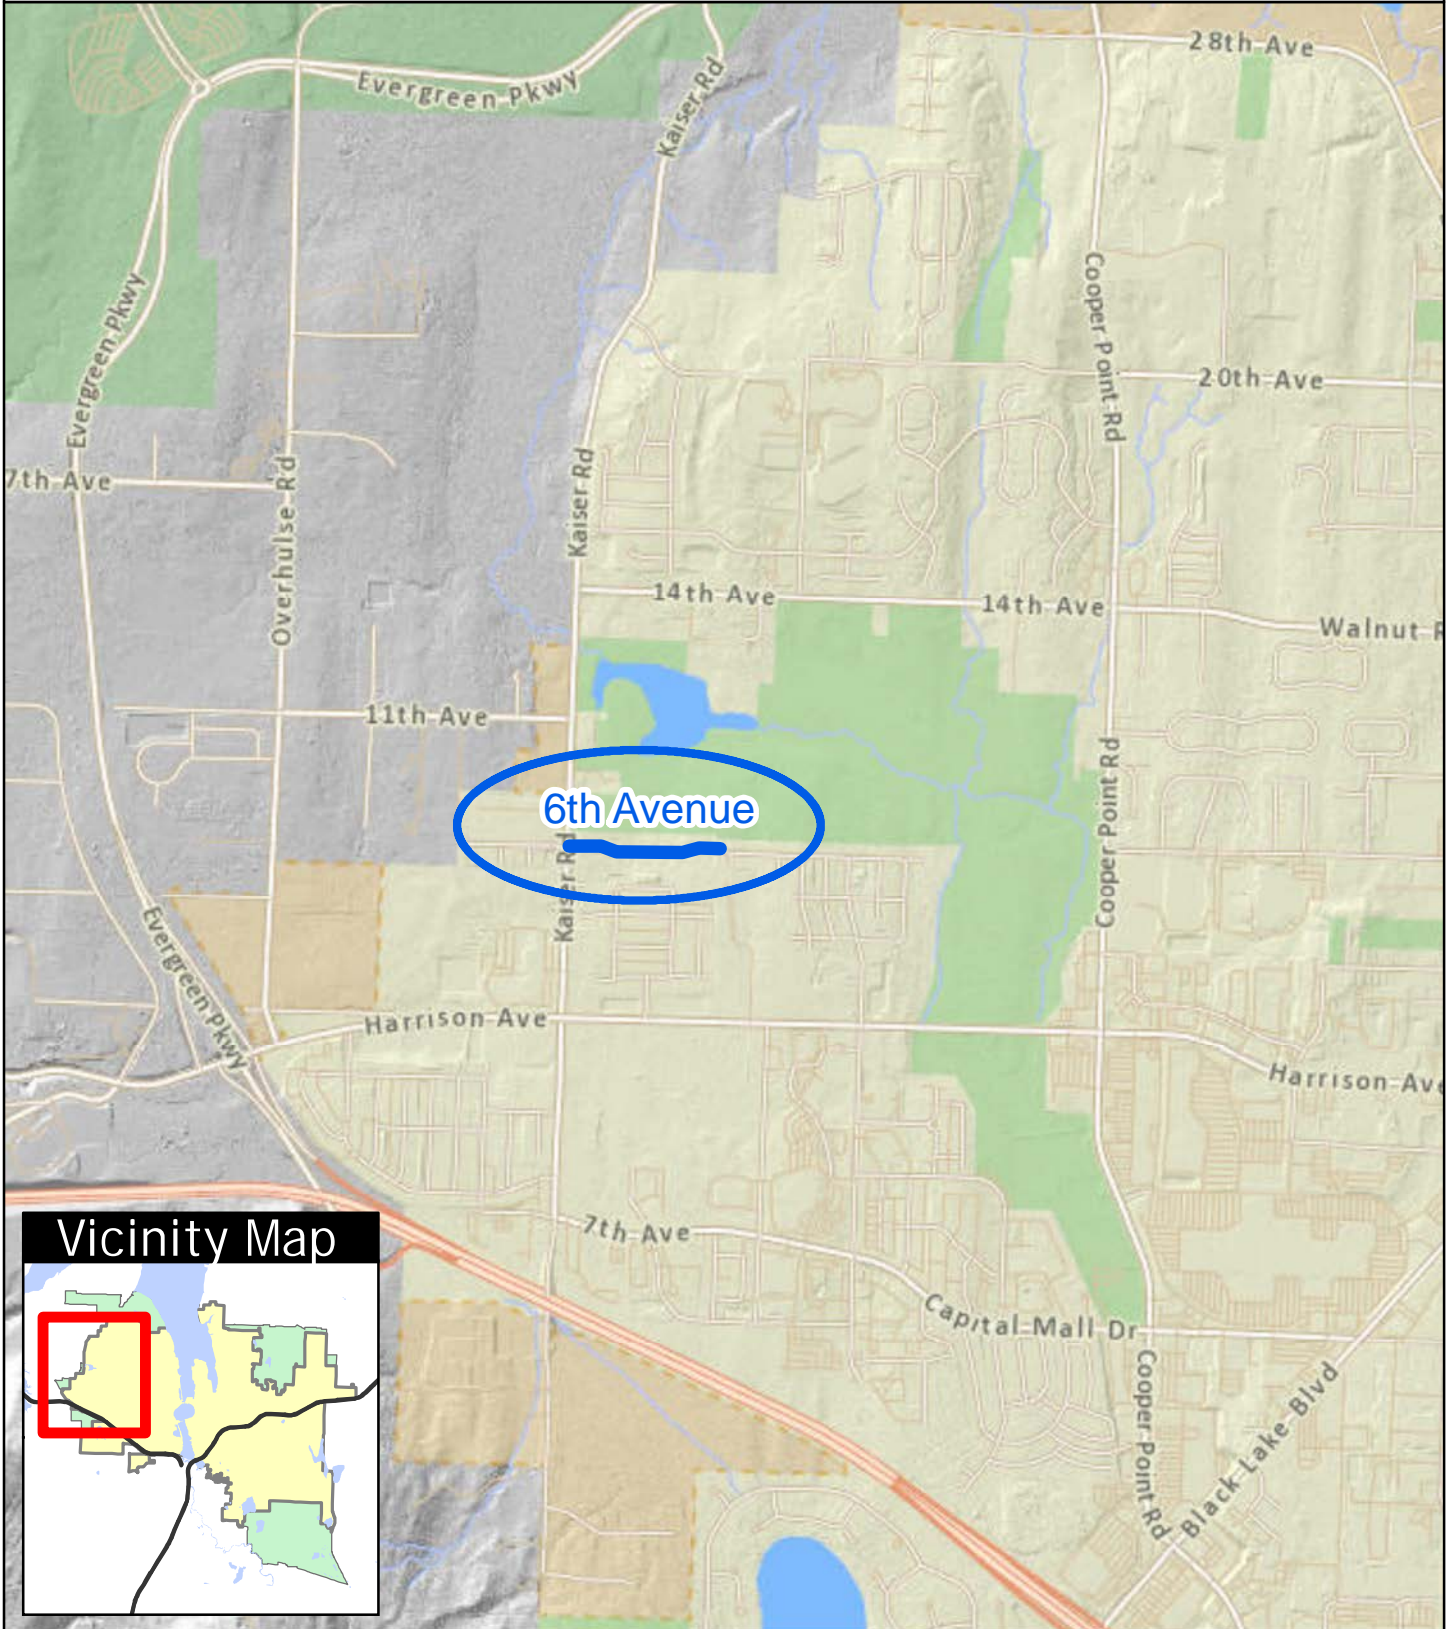 28th Ave
Evergreen Pkwy
Kaiser Rd
Evergreen Pkwy
Cooper Point Rd
20th Ave
7th Ave
Overhulse Rd
Kaiser Rd
14th Ave
14th Ave
Walnut R
11th Ave
Cooper Point Rd
6th Avenue
Kaiser Rd
Evergreen Pkwy
Harrison Ave
Harrison Ave
7th Ave
Vicinity Map
Capital Mall Dr
Cooper Point Rd
Black Lake Blvd